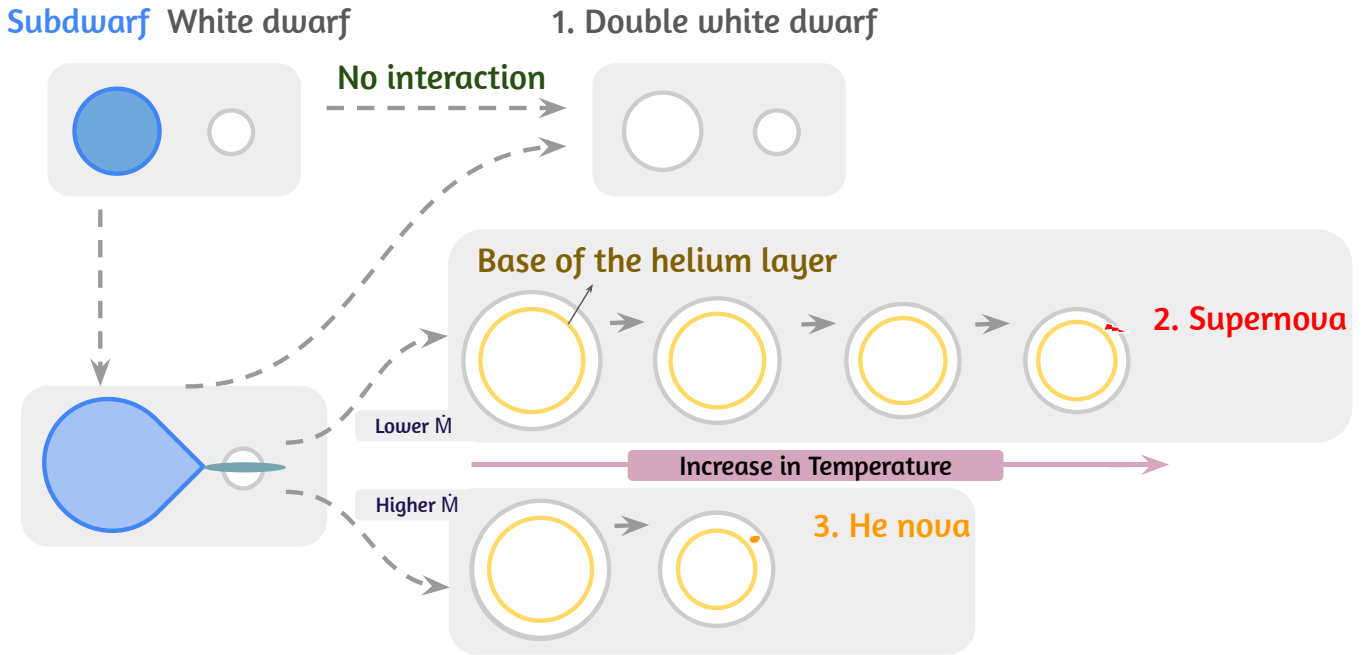 Subdwarf White dwarf
1. Double white dwarf
No interaction
Base of the helium layer
2. Supernova
Lower Ṁ
Increase in Temperature
Higher Ṁ
3. He nova